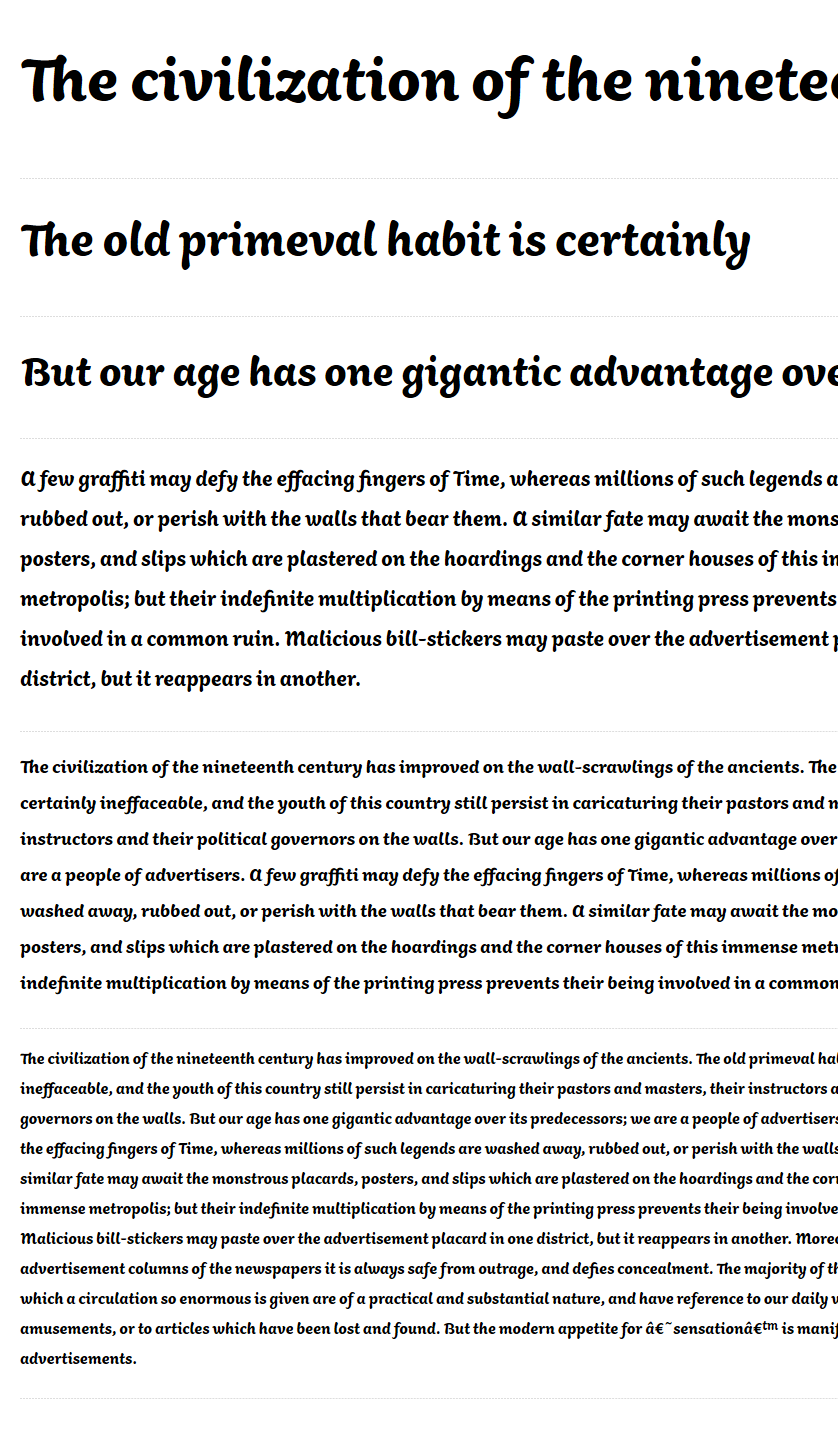 The civilization of the
The old primeval habit is certainly
But our age has one gigantic advantage
A few graffiti may defy the effacing fingers of Time, whereas millions of such legends
rubbed out, or perish with the walls that bear them. A similar fate may await the
posters, and slips which are plastered on the hoardings and the corner houses of this
metropolis; but their indefinite multiplication by means of the printing press prevents
involved in a common ruin. Malicious bill-stickers may paste over the advertisement
district, but it reappears in another.
The civilization of the nineteenth century has improved on the wall-scrawlings of the ancients. The
certainly ineffaceable, and the youth of this country still persist in caricaturing their pastors and
instructors and their political governors on the walls. But our age has one gigantic advantage over
are a people of advertisers. A few graffiti may defy the effacing fingers of Time, whereas millions of
washed away, rubbed out, or perish with the walls that bear them. A similar fate may await the
posters, and slips which are plastered on the hoardings and the corner houses of this immense
indefinite multiplication by means of the printing press prevents their being involved in a common
The civilization of the nineteenth century has improved on the wall-scrawlings of the ancients. The old primeval
ineffaceable, and the youth of this country still persist in caricaturing their pastors and masters, their instructors
governors on the walls. But our age has one gigantic advantage over its predecessors; we are a people of
the effacing fingers of Time, whereas millions of such legends are washed away, rubbed out, or perish with the walls
similar fate may await the monstrous placards, posters, and slips which are plastered on the hoardings and the
immense metropolis; but their indefinite multiplication by means of the printing press prevents their being
Malicious bill-stickers may paste over the advertisement placard in one district, but it reappears in another.
advertisement columns of the newspapers it is always safe from outrage, and defies concealment. The majority of
which a circulation so enormous is given are of a practical and substantial nature, and have reference to our daily
amusements, or to articles which have been lost and found. But the modern appetite for â€˜sensationâ€™ is
advertisements.